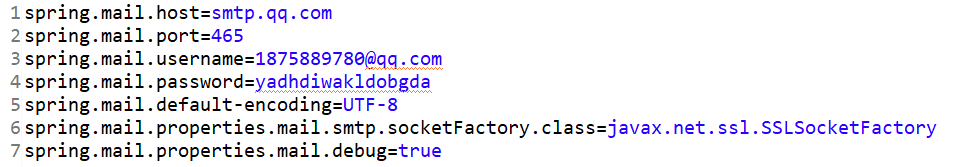 1 spring.mail.host=smtp.qq.com
2 spring.mail.port=465
3 spring.mail.username=1875889780@qq.com
4 spring.mail.password=yadhdiwakldobgda
5 spring.mail.default-encoding=UTF-8
6 spring.mail.properties.mail.smtp.socketFactory.class=javax.net.ssl.SSLSocketFactory
7 spring.mail.properties.mail.debug=true